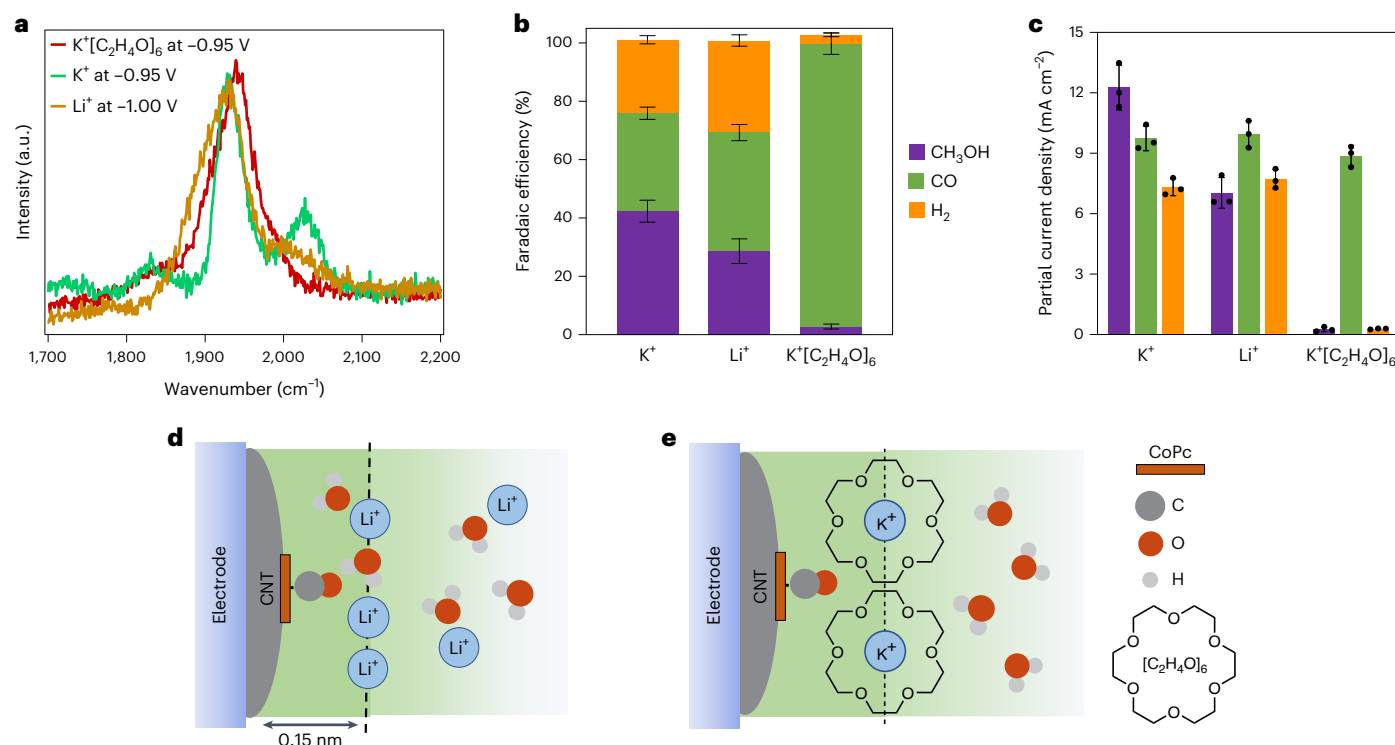 a
K⁺[C₂H₄O]₆ at –0.95 V
K⁺ at –0.95 V
Li⁺ at –1.00 V
Intensity (a.u.)
1,700 1,800 1,900 2,000 2,100 2,200
Wavenumber (cm⁻¹)
b
Faradaic efficiency (%)
100
80
60
40
20
0
K⁺ Li⁺ K⁺[C₂H₄O]₆
CH₃OH
CO
H₂
c
Partial current density (mA cm⁻²)
15
12
9
6
3
0
K⁺ Li⁺ K⁺[C₂H₄O]₆
d
Electrode
CNT
Li⁺
Li⁺
Li⁺
Li⁺
Li⁺
0.15 nm
e
Electrode
CNT
O
O O
K⁺
O O
O
O
O O
K⁺
O O
O
CoPc
C
O
H
O
O O
[C₂H₄O]₆
O O
O